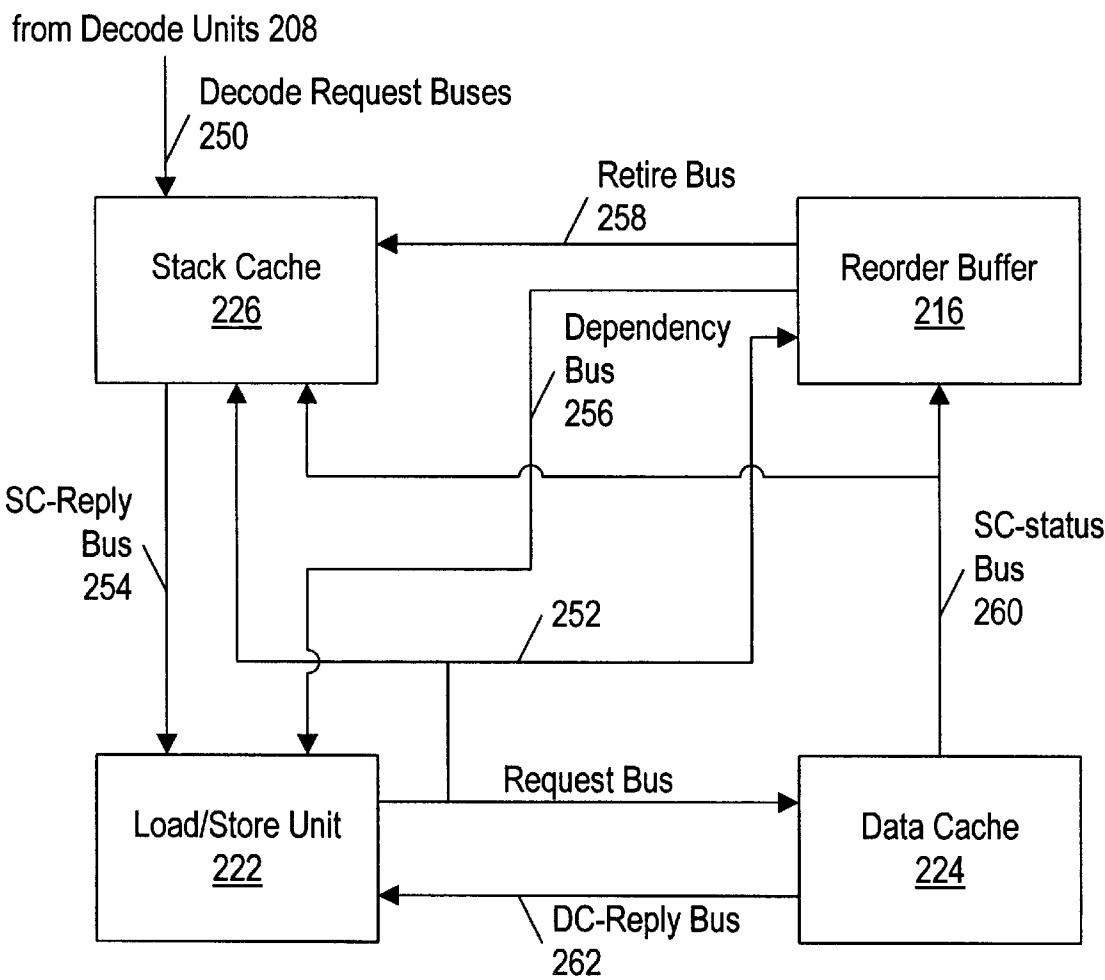 from Decode Units 208
Decode Request Buses
250
Retire Bus
258
Stack Cache
226
Reorder Buffer
216
Dependency
Bus
256
SC-Reply
Bus
254
SC-status
Bus
260
252
Request Bus
Load/Store Unit
222
Data Cache
224
DC-Reply Bus
262